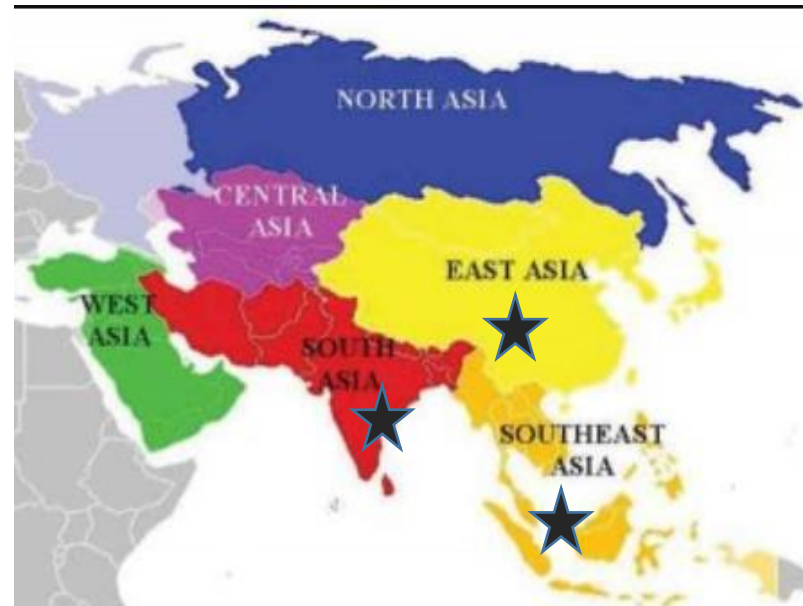 NORTH ASIA
CENTRAL
ASIA
EAST ASIA
WEST
ASIA
SOUTH
ASIA
SOUTHEAST
ASIA